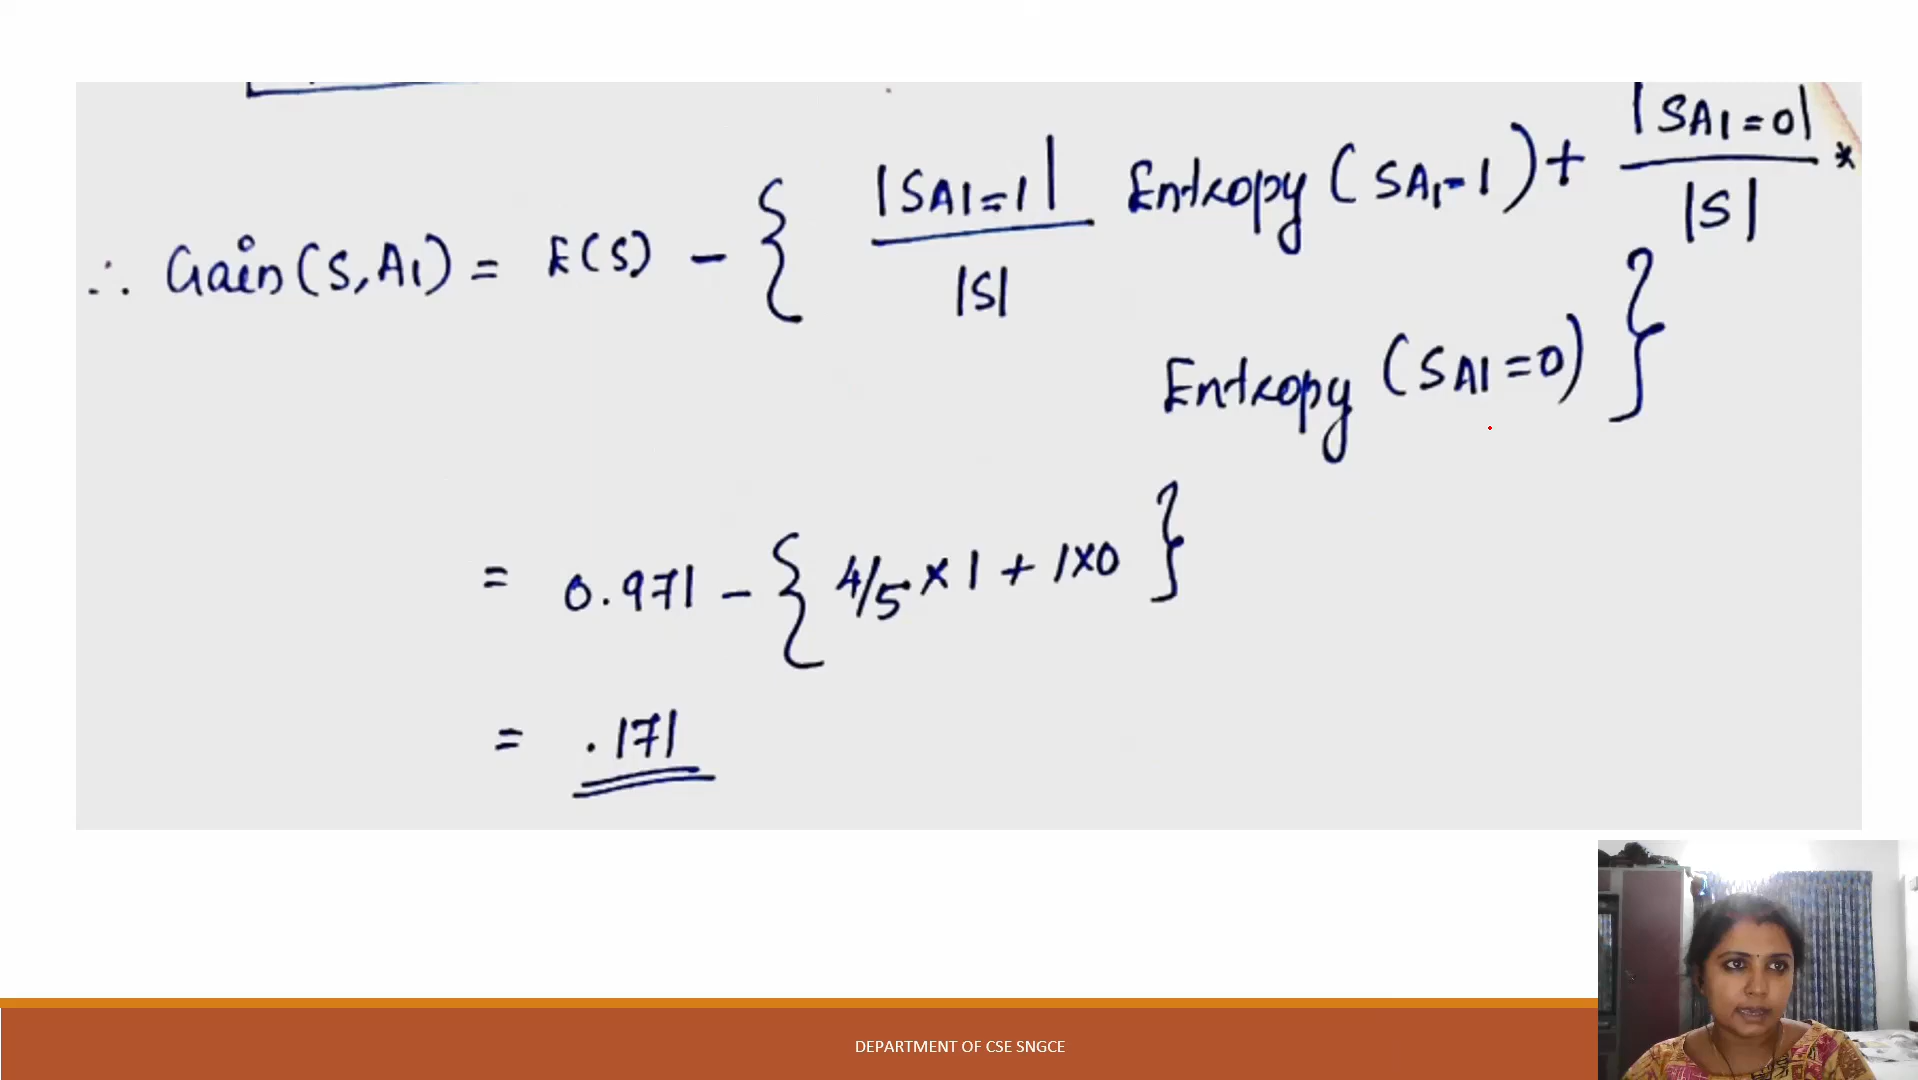 ∴ Gain(S, A1) = E(S) - { |SA1=1| / |S| Entropy (SA1-1) + |SA1=0| / |S| *
Entropy (SA1=0) }
= 0.971 - { 4/5 × 1 + 1×0 }
= .171
DEPARTMENT OF CSE SNGCE